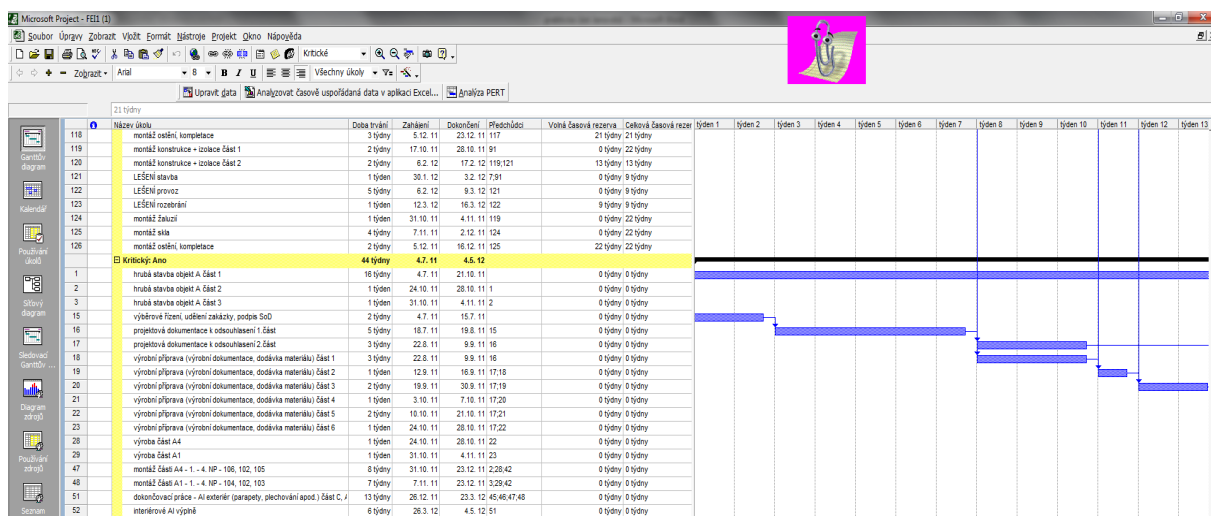 Microsoft Project - FEI1 (1)
Soubor Úpravy Zobrazit Vložit Formát Nástroje Projekt Okno Nápověda
Kritické
Zobrazit Arial 8 B I U Všechny úkoly
Upravit data Analyzovat časově uspořádaná data v aplikaci Excel... Analýza PERT
21 týdny
Název úkolu Doba trvání Zahájení Dokončení Předchůdci Volná časová rezerva Celková časová rezer týden 1 týden 2 týden 3 týden 4 týden 5 týden 6 týden 7 týden 8 týden 9 týden 10 týden 11 týden 12 týden 13
118 montáž ostění, kompletace 3 týdny 5.12. 11 23.12. 11 117 21 týdny 21 týdny
119 montáž konstrukce + izolace část 1 2 týdny 17.10. 11 28.10. 11 91 0 týdny 22 týdny
120 montáž konstrukce + izolace část 2 2 týdny 6.2. 12 17.2. 12 119;121 13 týdny 13 týdny
121 LEŠENÍ stavba 1 týden 30.1. 12 3.2. 12 7;91 0 týdny 9 týdny
122 LEŠENÍ provoz 5 týdny 6.2. 12 9.3. 12 121 0 týdny 9 týdny
123 LEŠENÍ rozebrání 1 týden 12.3. 12 16.3. 12 122 9 týdny 9 týdny
124 montáž žaluzií 1 týden 31.10. 11 4.11. 11 119 0 týdny 22 týdny
125 montáž skla 4 týdny 7.11. 11 2.12. 11 124 0 týdny 22 týdny
126 montáž ostění, kompletace 2 týdny 5.12. 11 16.12. 11 125 22 týdny 22 týdny
Kritický: Ano 44 týdny 4.7. 11 4.5. 12
1 hrubá stavba objekt A část 1 16 týdny 4.7. 11 21.10. 11 0 týdny 0 týdny
2 hrubá stavba objekt A část 2 1 týden 24.10. 11 28.10. 11 1 0 týdny 0 týdny
3 hrubá stavba objekt A část 3 1 týden 31.10. 11 4.11. 11 2 0 týdny 0 týdny
15 výběrové řízení, udělení zakázky, podpis SoD 2 týdny 4.7. 11 15.7. 11 0 týdny 0 týdny
16 projektová dokumentace k odsouhlasení 1.část 5 týdny 18.7. 11 19.8. 11 15 0 týdny 0 týdny
17 projektová dokumentace k odsouhlasení 2.část 3 týdny 22.8. 11 9.9. 11 16 0 týdny 0 týdny
18 výrobní příprava (výrobní dokumentace, dodávka materiálu) část 1 3 týdny 22.8. 11 9.9. 11 16 0 týdny 0 týdny
19 výrobní příprava (výrobní dokumentace, dodávka materiálu) část 2 1 týden 12.9. 11 16.9. 11 17;18 0 týdny 0 týdny
20 výrobní příprava (výrobní dokumentace, dodávka materiálu) část 3 2 týdny 19.9. 11 30.9. 11 17;19 0 týdny 0 týdny
21 výrobní příprava (výrobní dokumentace, dodávka materiálu) část 4 1 týden 3.10. 11 7.10. 11 17;20 0 týdny 0 týdny
22 výrobní příprava (výrobní dokumentace, dodávka materiálu) část 5 2 týdny 10.10. 11 21.10. 11 17;21 0 týdny 0 týdny
23 výrobní příprava (výrobní dokumentace, dodávka materiálu) část 6 1 týden 24.10. 11 28.10. 11 17;22 0 týdny 0 týdny
28 výroba část A4 1 týden 24.10. 11 28.10. 11 22 0 týdny 0 týdny
29 výroba část A1 1 týden 31.10. 11 4.11. 11 23 0 týdny 0 týdny
47 montáž části A4 - 1. - 4. NP - 106, 102, 105 8 týdny 31.10. 11 23.12. 11 2;28;42 0 týdny 0 týdny
48 montáž části A1 - 1. - 4. NP - 104, 102, 103 7 týdny 7.11. 11 23.12. 11 3;29;42 0 týdny 0 týdny
51 dokončovací práce - Al exteriér (parapety, plechování apod.) část C, A 13 týdny 26.12. 11 23.3. 12 45;46;47;48 0 týdny 0 týdny
52 interiérové Al výplně 6 týdny 26.3. 12 4.5. 12 51 0 týdny 0 týdny
Ganttův diagram
Kalendář
Používání úkolů
Síťový diagram
Sledovací Ganttův ...
Diagram zdrojů
Používání zdrojů
Seznam